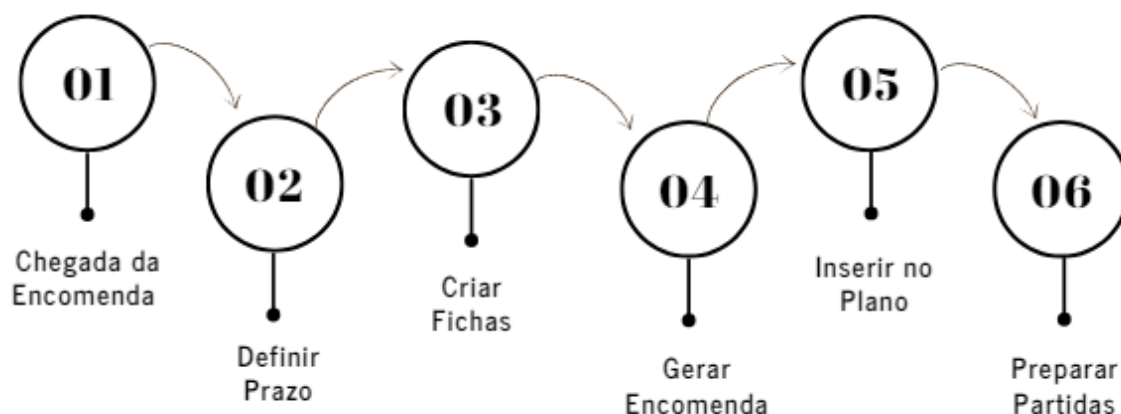 01
Chegada da
Encomenda
02
Definir
Prazo
03
Criar
Fichas
04
Gerar
Encomenda
05
Inserir no
Plano
06
Preparar
Partidas